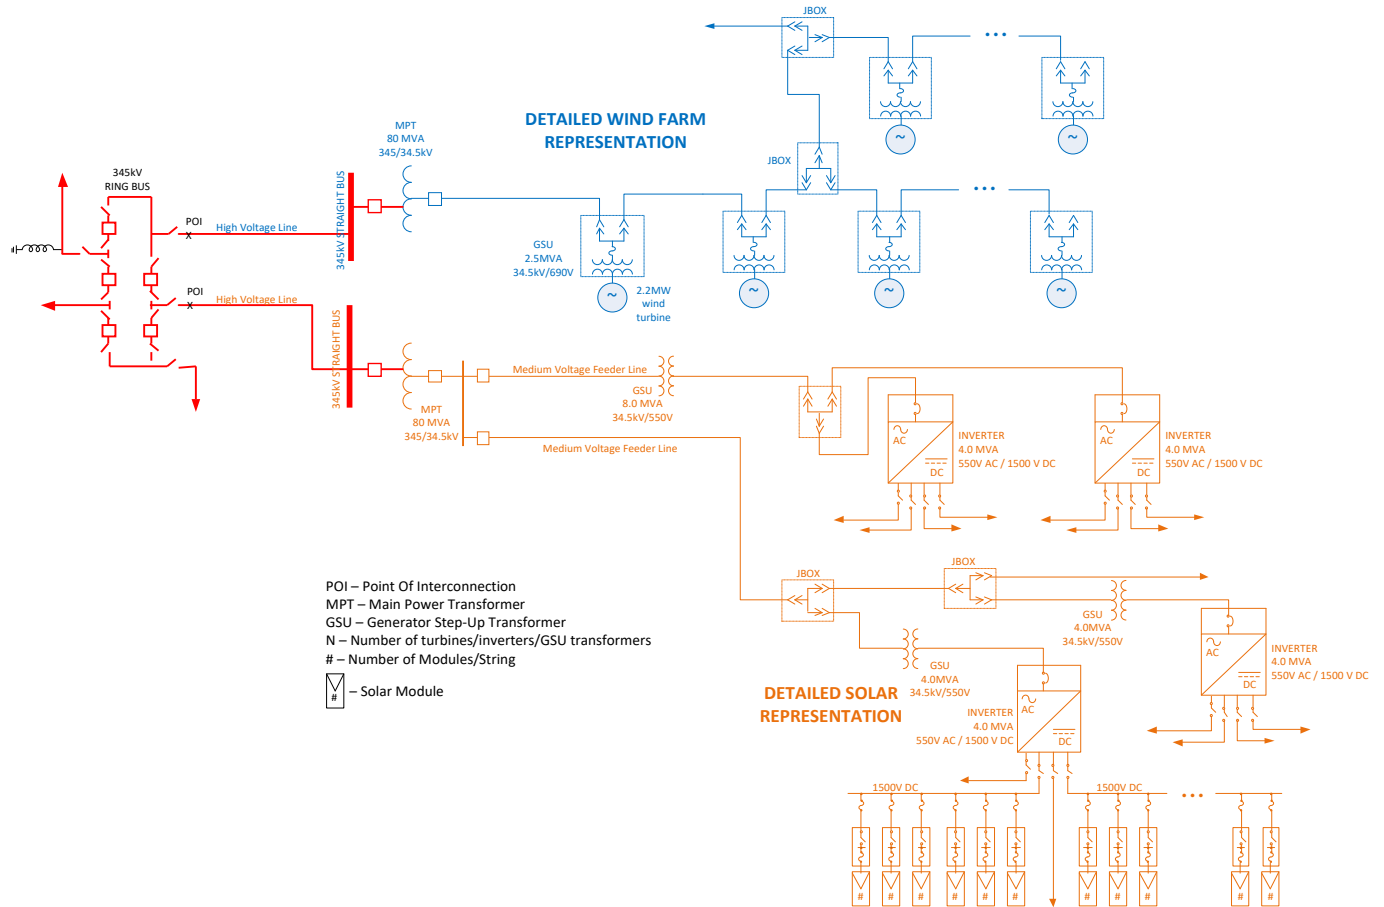 JBOX
DETAILED WIND FARM
REPRESENTATION
MPT
80 MVA
345/34.5kV
JBOX
345kV
RING BUS
POI
X
High Voltage Line
345kV STRAIGHT BUS
GSU
2.5MVA
34.5kV/690V
~
~
~
~
~
~
2.2MW
wind
turbine
POI
X
High Voltage Line
345kV STRAIGHT BUS
MPT
80 MVA
345/34.5kV
Medium Voltage Feeder Line
GSU
8.0 MVA
34.5kV/550V
Medium Voltage Feeder Line
AC
DC
INVERTER
4.0 MVA
550V AC / 1500 V DC
AC
DC
INVERTER
4.0 MVA
550V AC / 1500 V DC
POI – Point Of Interconnection
MPT – Main Power Transformer
GSU – Generator Step-Up Transformer
N – Number of turbines/inverters/GSU transformers
# – Number of Modules/String
# – Solar Module
JBOX
JBOX
GSU
4.0MVA
34.5kV/550V
AC
DC
INVERTER
4.0 MVA
550V AC / 1500 V DC
GSU
4.0MVA
34.5kV/550V
DETAILED SOLAR
REPRESENTATION
INVERTER
4.0 MVA
550V AC / 1500 V DC
AC
DC
1500V DC
1500V DC
# # # # # # # # # # #